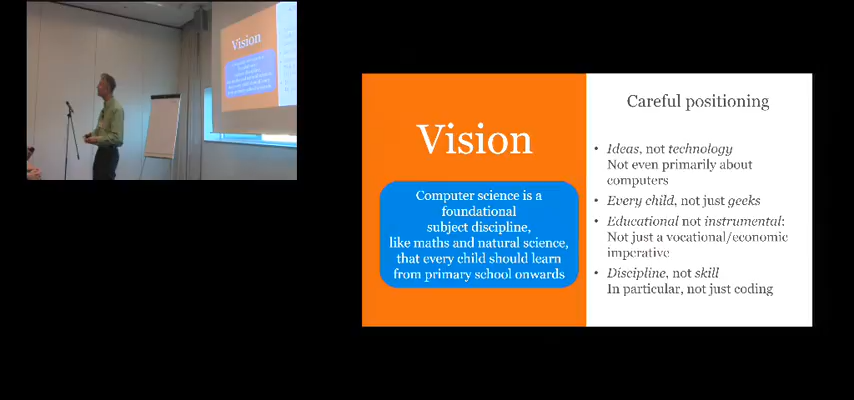 Vision
Vision
Computer science is a
foundational
subject discipline,
like maths and natural science,
that every child should learn
from primary school onwards
Careful positioning
• Ideas, not technology
Not even primarily about
computers
• Every child, not just geeks
• Educational not instrumental:
Not just a vocational/economic
imperative
• Discipline, not skill
In particular, not just coding